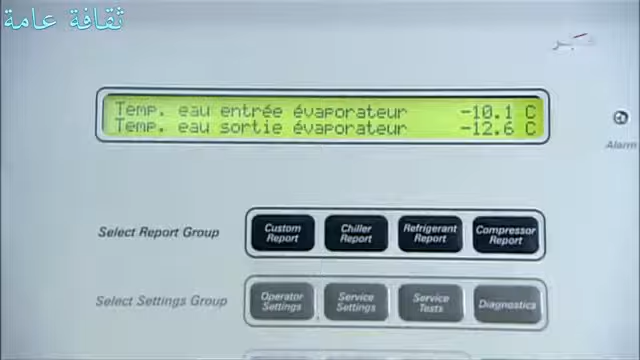 ثقافة عامة
Temp. eau entrée évaporateur -10.1 C
Temp. eau sortie évaporateur -12.6 C
Alarm
Select Report Group
Custom Report
Chiller Report
Refrigerant Report
Compressor Report
Select Settings Group
Operator Settings
Service Settings
Service Tests
Diagnostics